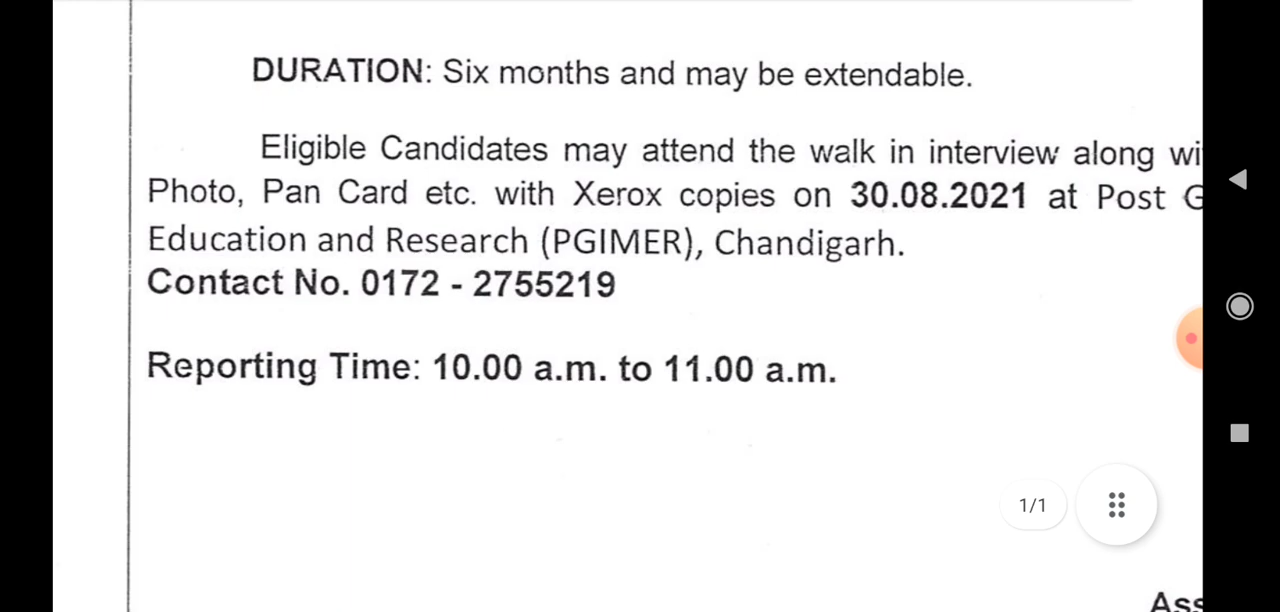 DURATION: Six months and may be extendable.
Eligible Candidates may attend the walk in interview along
Photo, Pan Card etc. with Xerox copies on 30.08.2021 at Post
Education and Research (PGIMER), Chandigarh.
Contact No. 0172 - 2755219
Reporting Time: 10.00 a.m. to 11.00 a.m.
1/1